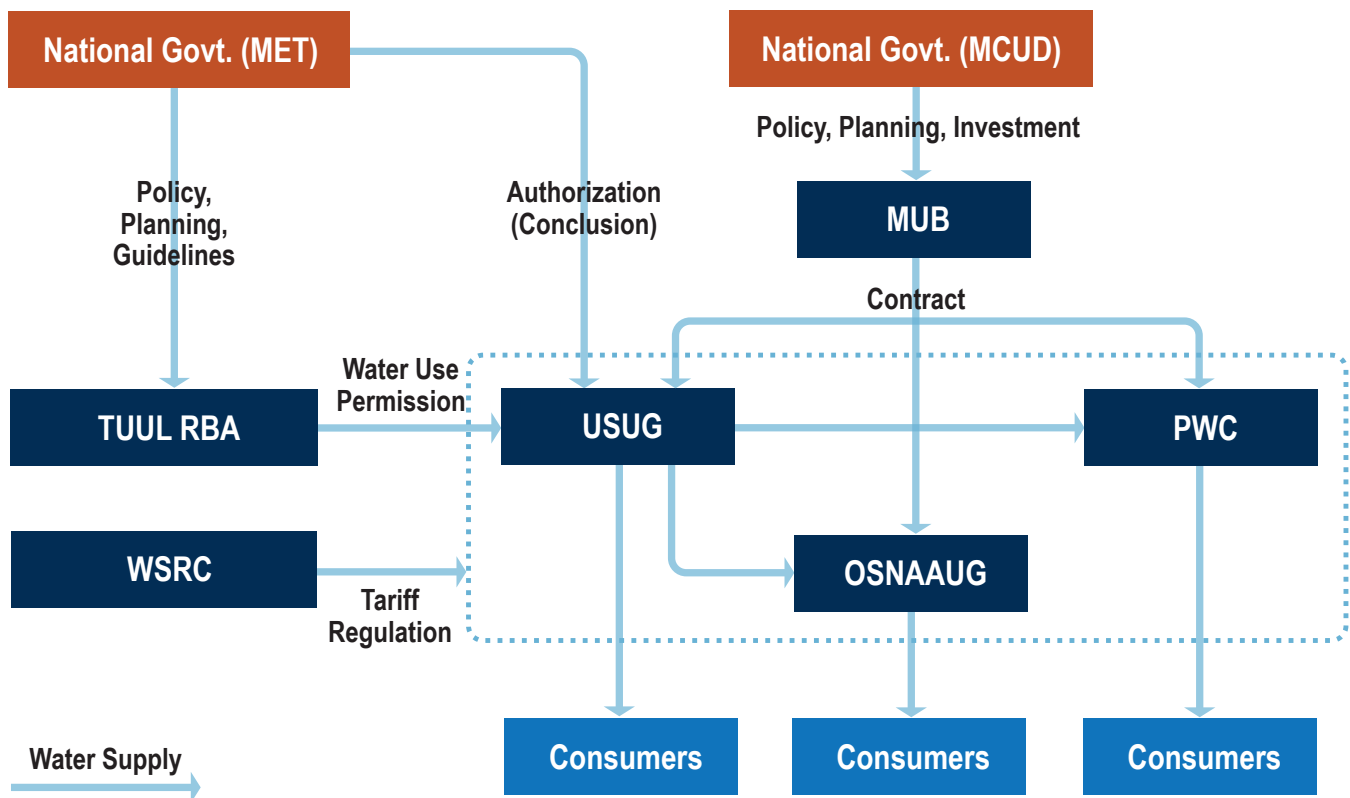 National Govt. (MET)
National Govt. (MCUD)
Policy, Planning, Investment
Policy,
Planning,
Guidelines
Authorization
(Conclusion)
MUB
Contract
Water Use
Permission
TUUL RBA
USUG
PWC
WSRC
OSNAAUG
Tariff
Regulation
Consumers
Consumers
Consumers
Water Supply